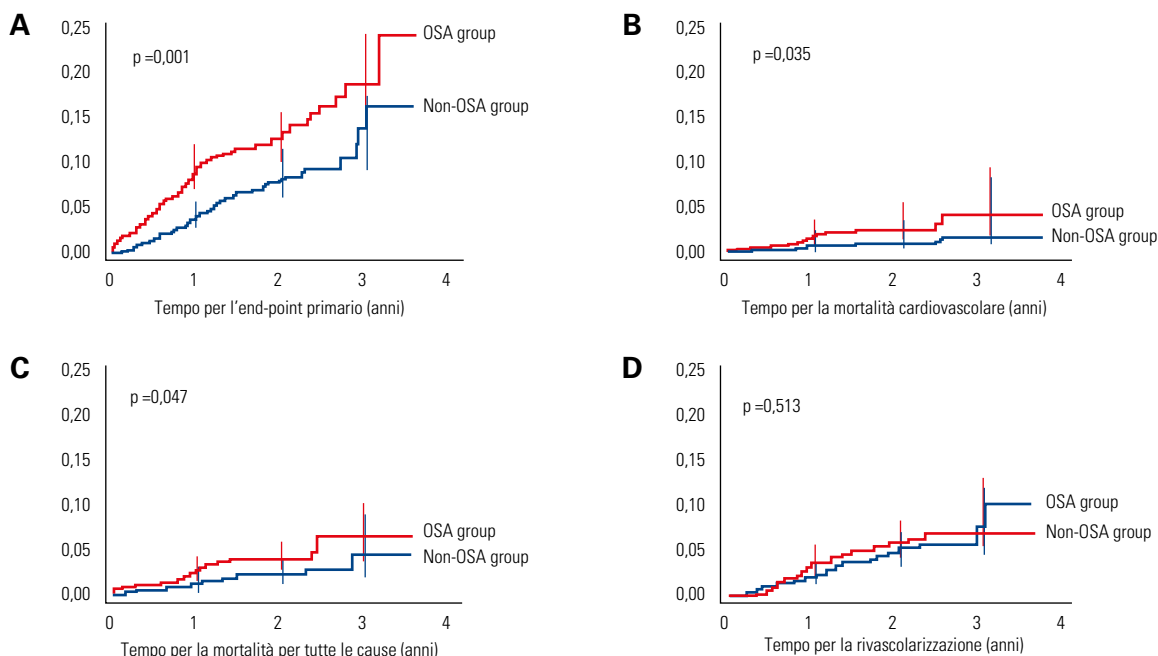 A
0,25
0,20
0,15
0,10
0,05
0,00
p =0,001
OSA group
Non-OSA group
0 1 2 3 4
Tempo per l'end-point primario (anni)
B
0,25
0,20
0,15
0,10
0,05
0,00
p =0,035
OSA group
Non-OSA group
0 1 2 3 4
Tempo per la mortalità cardiovascolare (anni)
C
0,25
0,20
0,15
0,10
0,05
0,00
p =0,047
OSA group
Non-OSA group
0 1 2 3 4
Tempo per la mortalità per tutte le cause (anni)
D
0,25
0,20
0,15
0,10
0,05
0,00
p =0,513
OSA group
Non-OSA group
0 1 2 3 4
Tempo per la rivascolarizzazione (anni)